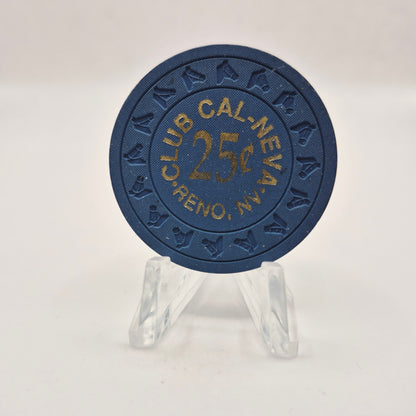 CLUB CAL-NEVA
25¢
RENO, NV.